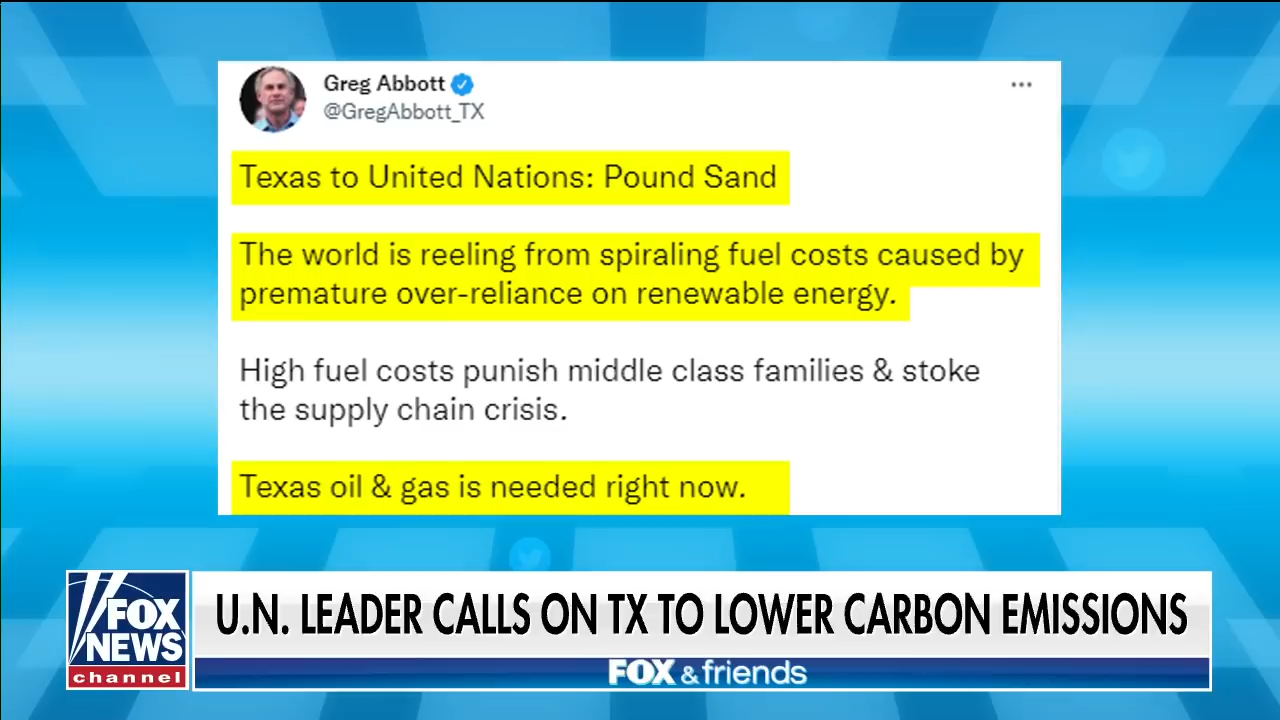 Greg Abbott
@GregAbbott_TX
Texas to United Nations: Pound Sand
The world is reeling from spiraling fuel costs caused by
premature over-reliance on renewable energy.
High fuel costs punish middle class families & stoke
the supply chain crisis.
Texas oil & gas is needed right now.
FOX
NEWS
channel
U.N. LEADER CALLS ON TX TO LOWER CARBON EMISSIONS
FOX & friends